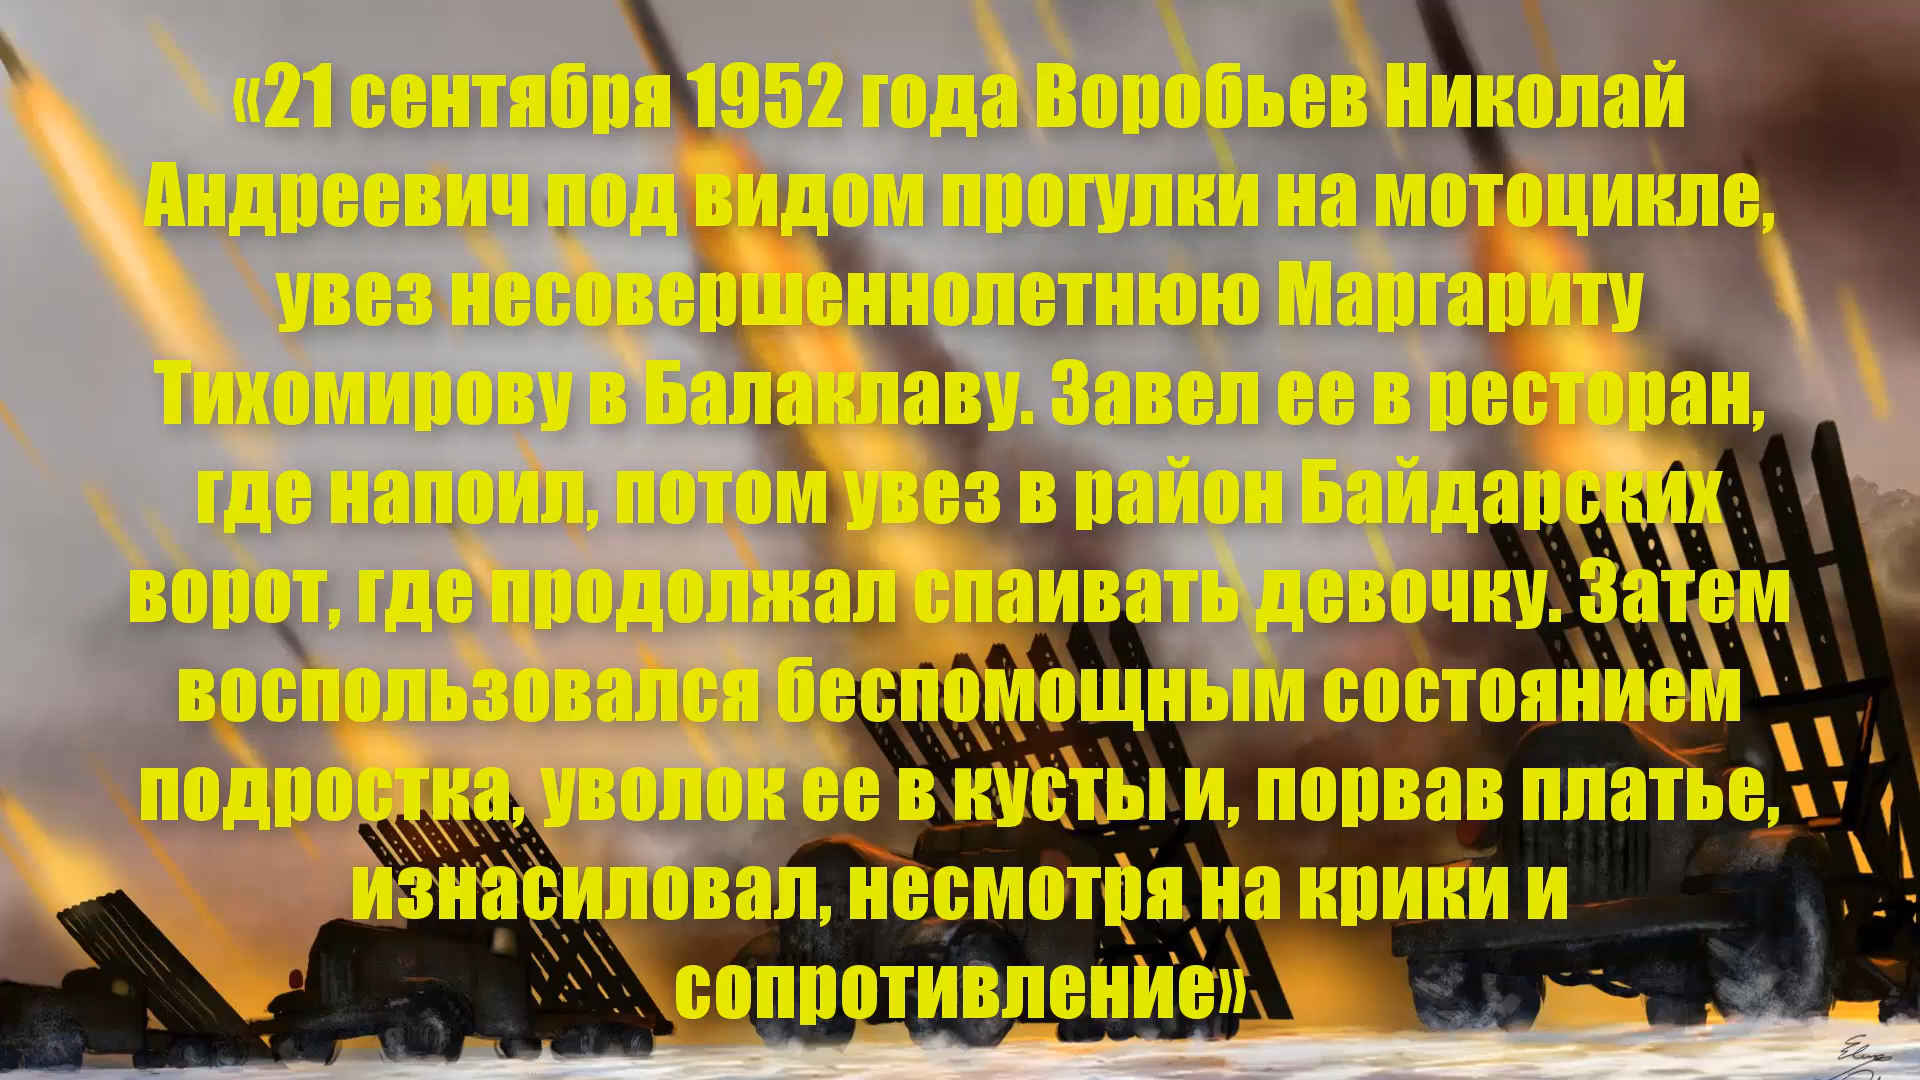 «21 сентября 1952 года Воробьев Николай
Андреевич под видом прогулки на мотоцикле,
увез несовершеннолетнюю Маргариту
Тихомирову в Балаклаву. Завел ее в ресторан,
где напоил, потом увез в район Байдарских
ворот, где продолжал спаивать девочку. Затем
воспользовался беспомощным состоянием
подростка, уволок ее в кусты и, порвав платье,
изнасиловал, несмотря на крики и
сопротивление»